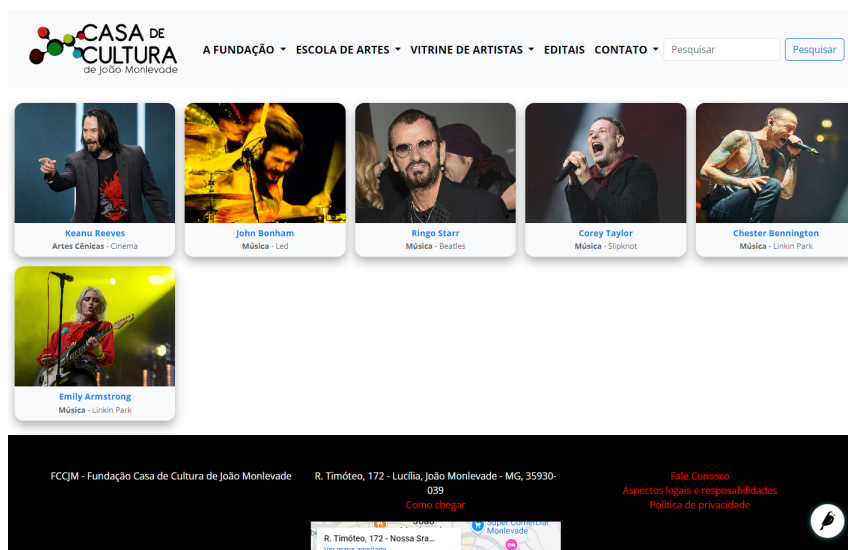 CASA DE
CULTURA
de João Monlevade
A FUNDAÇÃO ESCOLA DE ARTES VITRINE DE ARTISTAS EDITAIS CONTATO Pesquisar Pesquisar
Keanu Reeves
Artes Cênicas - Cinema
John Bonham
Música - Led
Ringo Starr
Música - Beatles
Corey Taylor
Música - Slipknot
Chester Bennington
Música - Linkin Park
Emily Armstrong
Música - Linkin Park
FCCJM - Fundação Casa de Cultura de João Monlevade
R. Timóteo, 172 - Lucília, João Monlevade - MG, 35930-
039
Como chegar
Fale Conosco
Aspectos legais e resposabilidades
Política de privacidade
Super Comercial
Monlevade
R. Timóteo, 172 - Nossa Sra...
Ver mapa ampliado